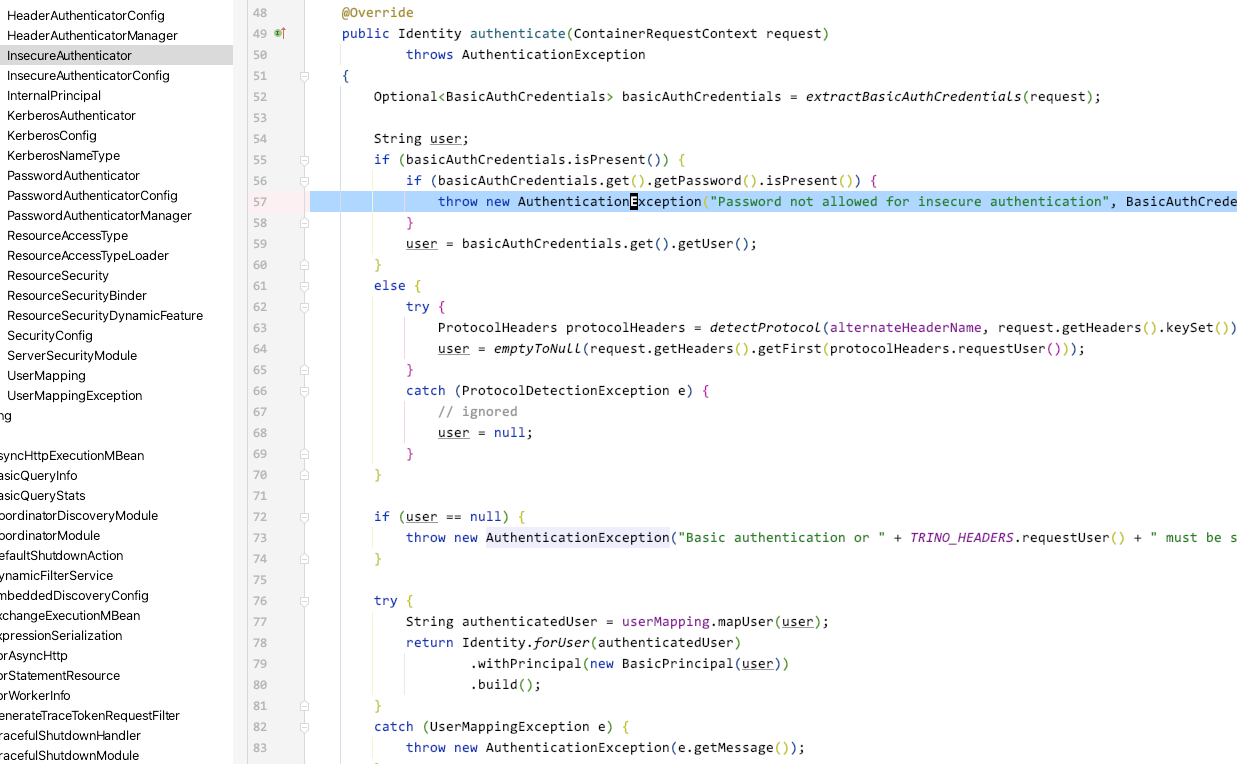 HeaderAuthenticatorConfig
HeaderAuthenticatorManager
InsecureAuthenticator
InsecureAuthenticatorConfig
InternalPrincipal
KerberosAuthenticator
KerberosConfig
KerberosNameType
PasswordAuthenticator
PasswordAuthenticatorConfig
PasswordAuthenticatorManager
ResourceAccessType
ResourceAccessTypeLoader
ResourceSecurity
ResourceSecurityBinder
ResourceSecurityDynamicFeature
SecurityConfig
ServerSecurityModule
UserMapping
UserMappingException
ng
syncHttpExecutionMBean
asicQueryInfo
asicQueryStats
oordinatorDiscoveryModule
oordinatorModule
efaultShutdownAction
ynamicFilterService
mbeddedDiscoveryConfig
xchangeExecutionMBean
xpressionSerialization
orAsyncHttp
orStatementResource
orWorkerInfo
enerateTraceTokenRequestFilter
racefulShutdownHandler
racefulShutdownModule
48 @Override
49 public Identity authenticate(ContainerRequestContext request)
50 throws AuthenticationException
51 {
52 Optional<BasicAuthCredentials> basicAuthCredentials = extractBasicAuthCredentials(request);
53
54 String user;
55 if (basicAuthCredentials.isPresent()) {
56 if (basicAuthCredentials.get().getPassword().isPresent()) {
57 throw new AuthenticationException("Password not allowed for insecure authentication", BasicAuthCrede
58 }
59 user = basicAuthCredentials.get().getUser();
60 }
61 else {
62 try {
63 ProtocolHeaders protocolHeaders = detectProtocol(alternateHeaderName, request.getHeaders().keySet())
64 user = emptyToNull(request.getHeaders().getFirst(protocolHeaders.requestUser()));
65 }
66 catch (ProtocolDetectionException e) {
67 // ignored
68 user = null;
69 }
70 }
71
72 if (user == null) {
73 throw new AuthenticationException("Basic authentication or " + TRINO_HEADERS.requestUser() + " must be s
74 }
75
76 try {
77 String authenticatedUser = userMapping.mapUser(user);
78 return Identity.forUser(authenticatedUser)
79 .withPrincipal(new BasicPrincipal(user))
80 .build();
81 }
82 catch (UserMappingException e) {
83 throw new AuthenticationException(e.getMessage());